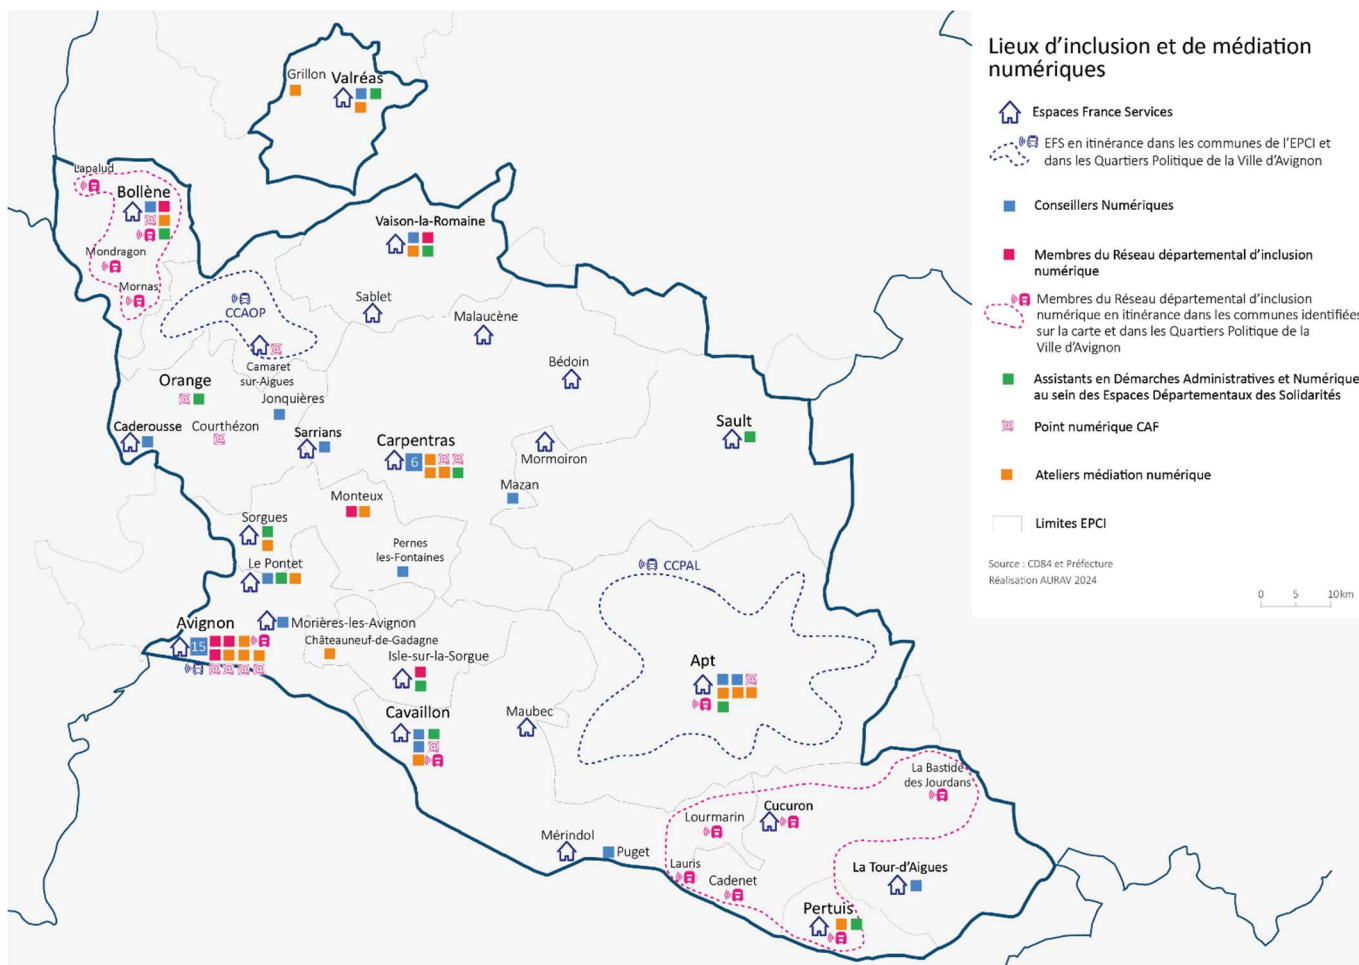 Grillon
Valréas
Lapalud
Bollène
Mondragon
Mornas
Vaison-la-Romaine
CCAOP
Sablet
Malaucène
Camaret
sur-Aigues
Bédoin
Orange
Jonquières
Courthézon
Caderousse
Sarrians
Carpentras
6
Sault
Mormoiron
Mazan
Monteux
Sorgues
Pernes
les-Fontaines
Le Pontet
CCPAL
Avignon
15
Morières-les-Avignon
Châteauneuf-de-Gadagne
Isle-sur-la-Sorgue
Apt
Cavaillon
Maubec
La Bastide
des Jourdans
Cucuron
Lourmarin
Mérindol
Puget
Lauris
Cadenet
La Tour-d’Aigues
Pertuis
Lieux d’inclusion et de médiation
numériques
Espaces France Services
EFS en itinérance dans les communes de l’EPCI et
dans les Quartiers Politique de la Ville d’Avignon
Conseillers Numériques
Membres du Réseau départemental d’inclusion
numérique
Membres du Réseau départemental d’inclusion
numérique en itinérance dans les communes identifiées
sur la carte et dans les Quartiers Politique de la
Ville d’Avignon
Assistants en Démarches Administratives et Numérique
au sein des Espaces Départementaux des Solidarités
Point numérique CAF
Ateliers médiation numérique
Limites EPCI
Source : CD84 et Préfecture
Réalisation AURAV 2024
0 5 10km